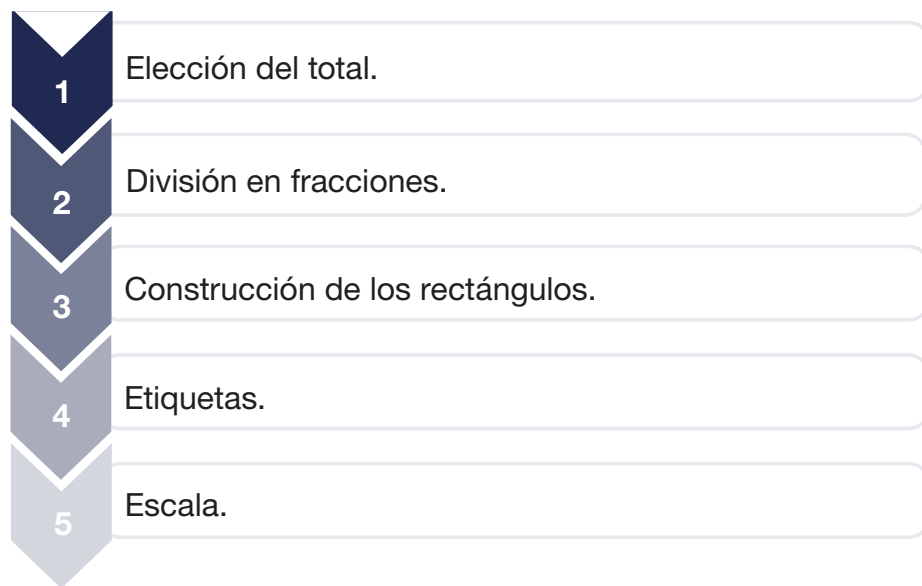 1
Elección del total.
2
División en fracciones.
3
Construcción de los rectángulos.
4
Etiquetas.
5
Escala.